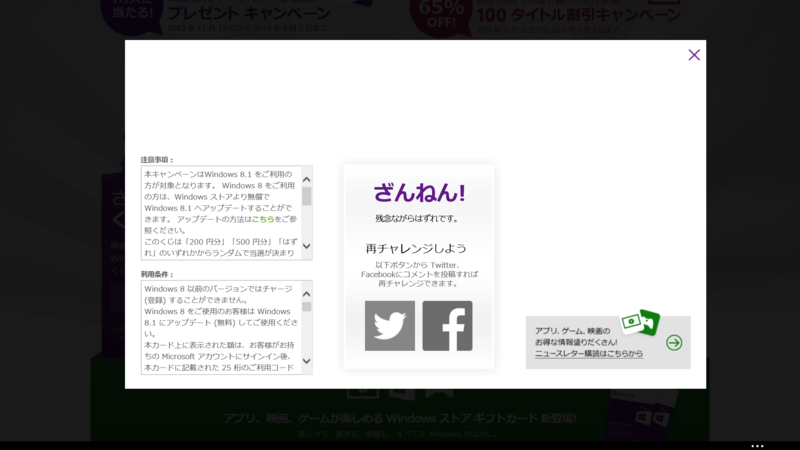 当たる!
プレゼント キャンペーン
65%
OFF!
100 タイトル割引キャンペーン
注意事項：
本キャンペーンはWindows 8.1 をご利用の
方が対象となります。 Windows 8 をご利用
の方は、Windows ストアより無償で
Windows 8.1 へアップデートすることがで
きます。 アップデートの方法はこちらをご参
照ください。
このくじは「200 円分」「500 円分」「はず
れ」のいずれかからランダムで当選が決まり
利用条件：
Windows 8 以前のバージョンではチャージ
(登録) することができません。
Windows 8 をご使用のお客様は Windows
8.1 にアップデート (無料) してご使用くださ
い。
本カード上に表示された額は、お客様がお持
ちの Microsoft アカウントにサインイン後、
本カードに記載された 25 桁のご利用コード
ざんねん!
残念ながらはずれです。
再チャレンジしよう
以下ボタンから Twitter、
Facebookにコメントを投稿すれば
再チャレンジできます。
アプリ、ゲーム、映画の
お得な情報盛りだくさん!
ニュースレター購読はこちらから
アプリ、映画、ゲームが楽しめる Windows ストア ギフトカード 新登場!